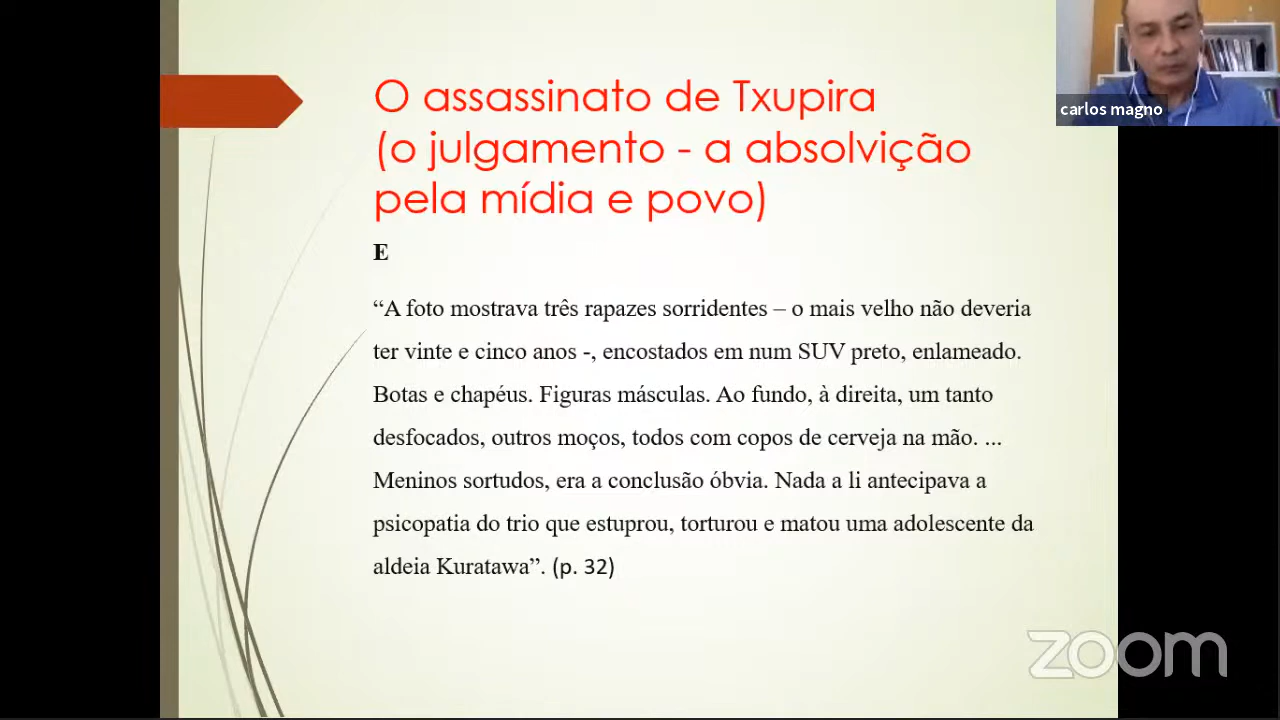 O assassinato de Txupira
(o julgamento - a absolvição
pela mídia e povo)
carlos magno
E
“A foto mostrava três rapazes sorridentes – o mais velho não deveria
ter vinte e cinco anos -, encostados em num SUV preto, enlameado.
Botas e chapéus. Figuras másculas. Ao fundo, à direita, um tanto
desfocados, outros moços, todos com copos de cerveja na mão. ...
Meninos sortudos, era a conclusão óbvia. Nada a li antecipava a
psicopatia do trio que estuprou, torturou e matou uma adolescente da
aldeia Kuratawa”. (p. 32)
zoom